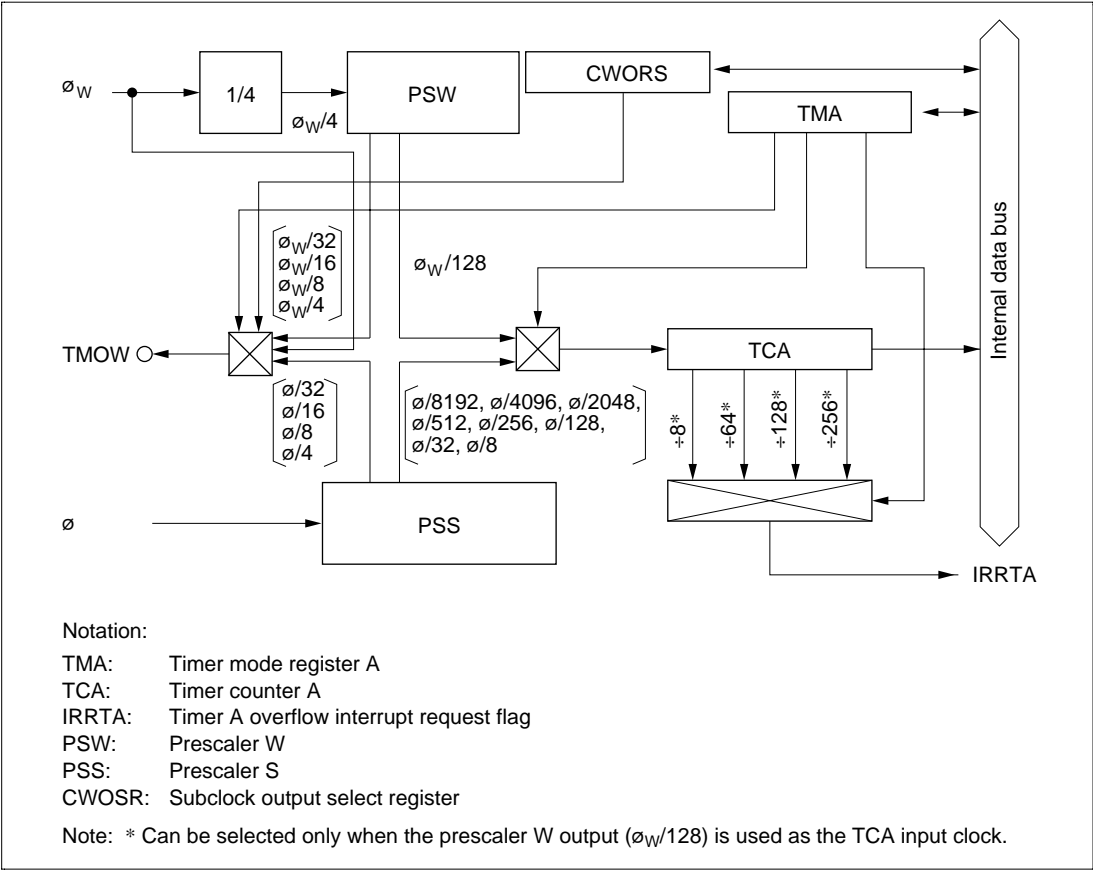 øW
1/4
øW/4
PSW
CWORS
TMA
Internal data bus
øW/32
øW/16
øW/8
øW/4
øW/128
TMOW
TCA
ø/32
ø/16
ø/8
ø/4
ø/8192, ø/4096, ø/2048,
ø/512, ø/256, ø/128,
ø/32, ø/8
÷8*
÷64*
÷128*
÷256*
ø
PSS
IRRTA
Notation:
TMA: Timer mode register A
TCA: Timer counter A
IRRTA: Timer A overflow interrupt request flag
PSW: Prescaler W
PSS: Prescaler S
CWOSR: Subclock output select register
Note: * Can be selected only when the prescaler W output (øW/128) is used as the TCA input clock.